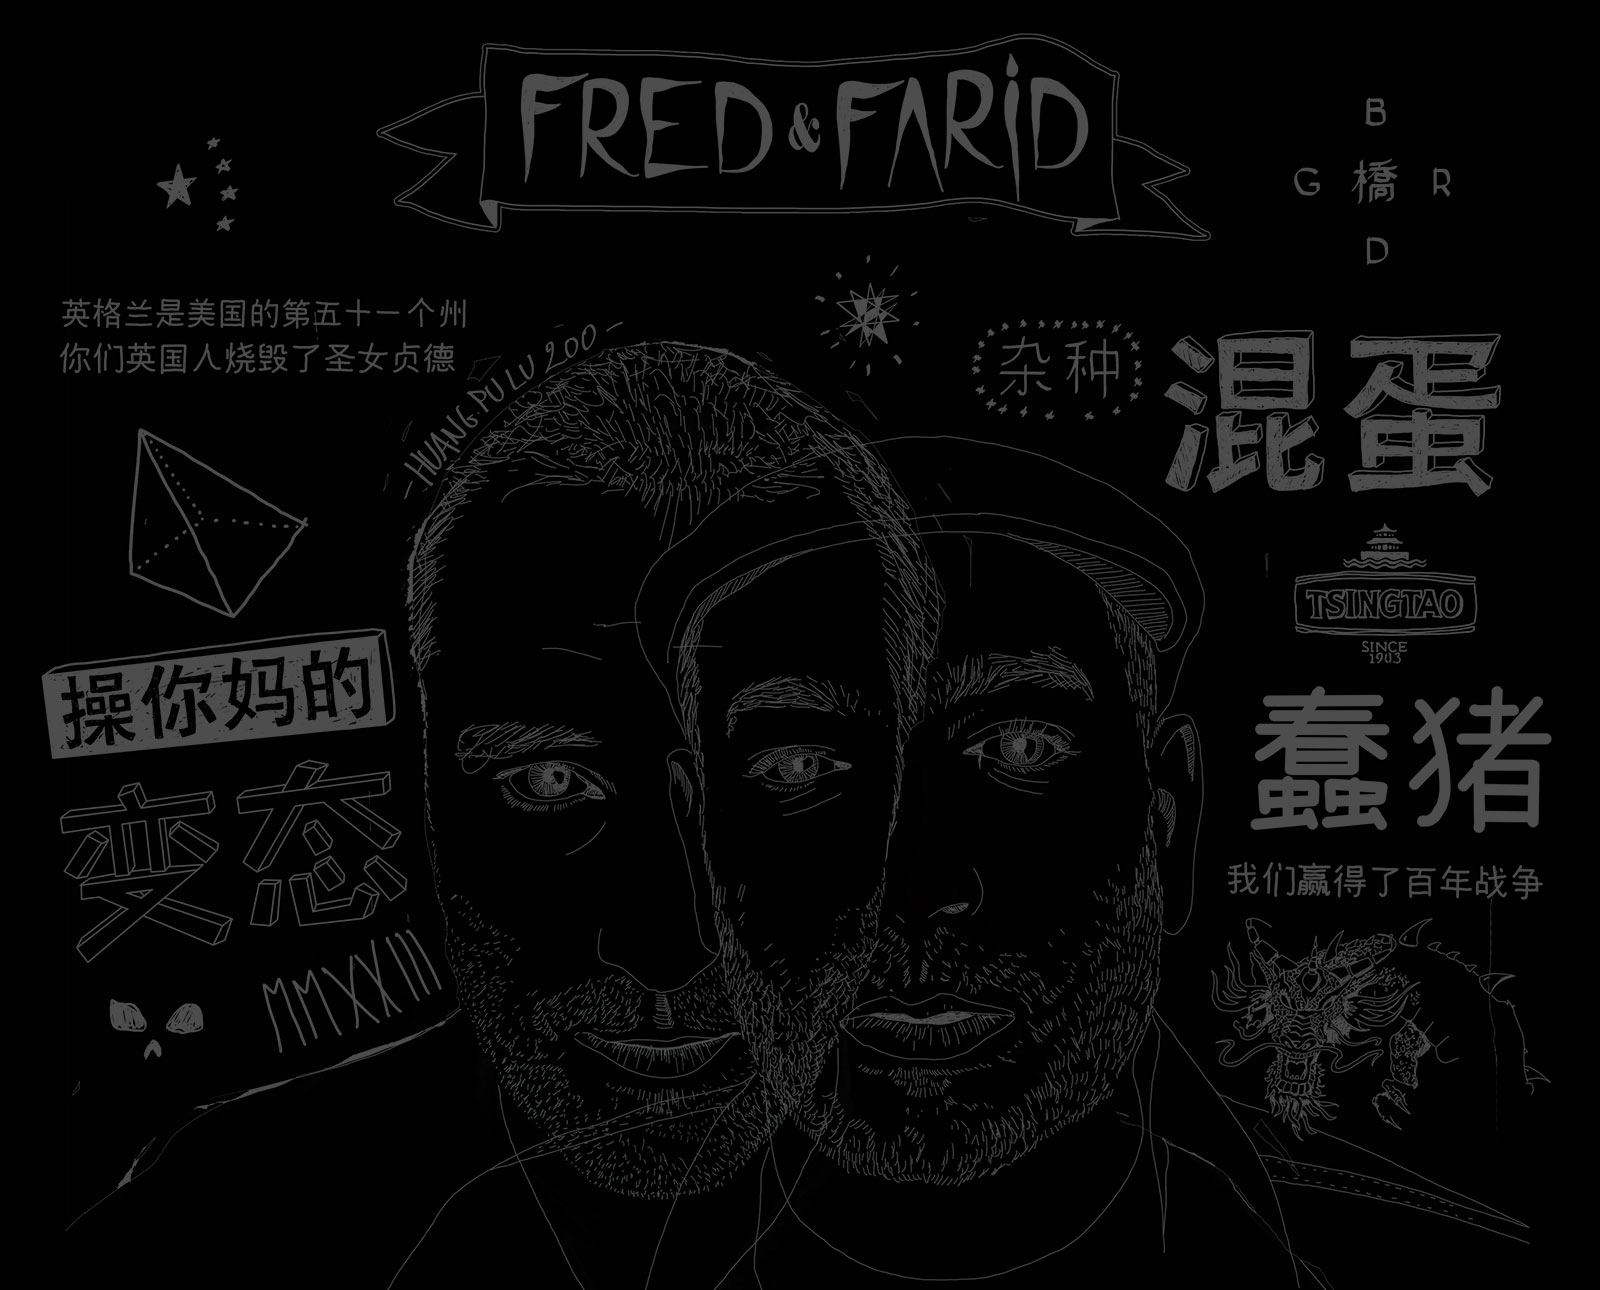 FRED & FARID
B
G 橋 R
D
英格兰是美国的第五十一个州
你们英国人烧毁了圣女贞德
HUANG PU LU 200
杂种
混蛋
TSINGTAO
SINCE
1903
操你妈的
变态
蠢猪
我们赢得了百年战争
MMXXIII